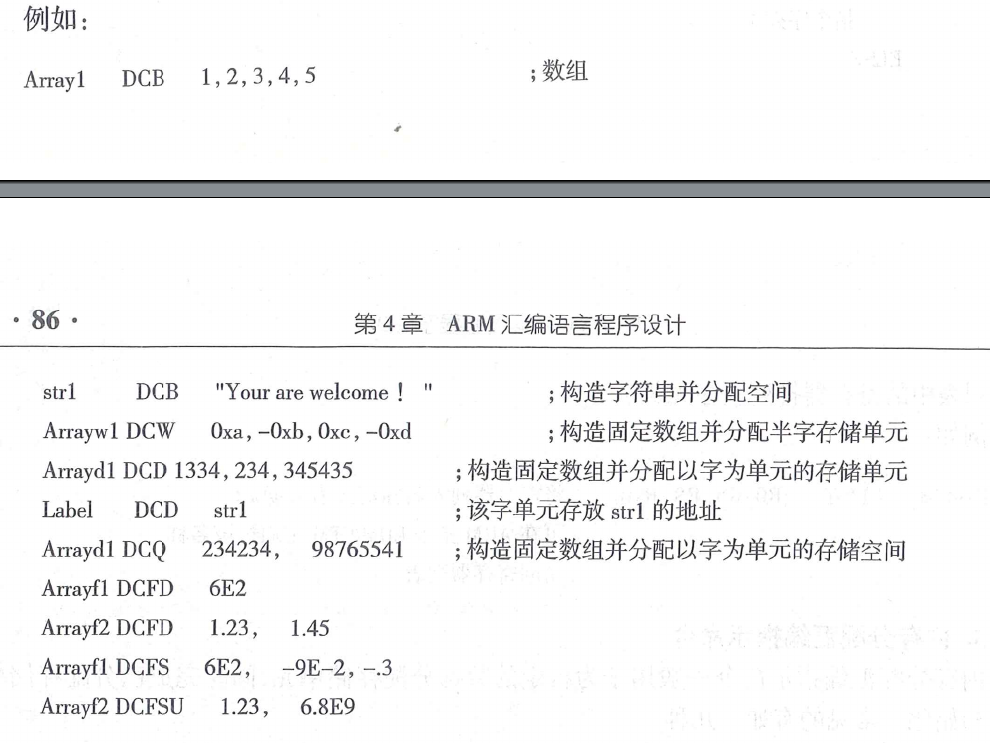 例如:
Array1 DCB 1,2,3,4,5 ;数组
· 86 · 第 4 章 ARM 汇编语言程序设计
str1 DCB "Your are welcome! " ;构造字符串并分配空间
Arrayw1 DCW 0xa,-0xb,0xc,-0xd ;构造固定数组并分配半字存储单元
Arrayd1 DCD 1334,234,345435 ;构造固定数组并分配以字为单元的存储单元
Label DCD str1 ;该字单元存放 str1 的地址
Arrayd1 DCQ 234234, 98765541 ;构造固定数组并分配以字为单元的存储空间
Arrayf1 DCFD 6E2
Arrayf2 DCFD 1.23, 1.45
Arrayf1 DCFS 6E2, -9E-2,-.3
Arrayf2 DCFSU 1.23, 6.8E9